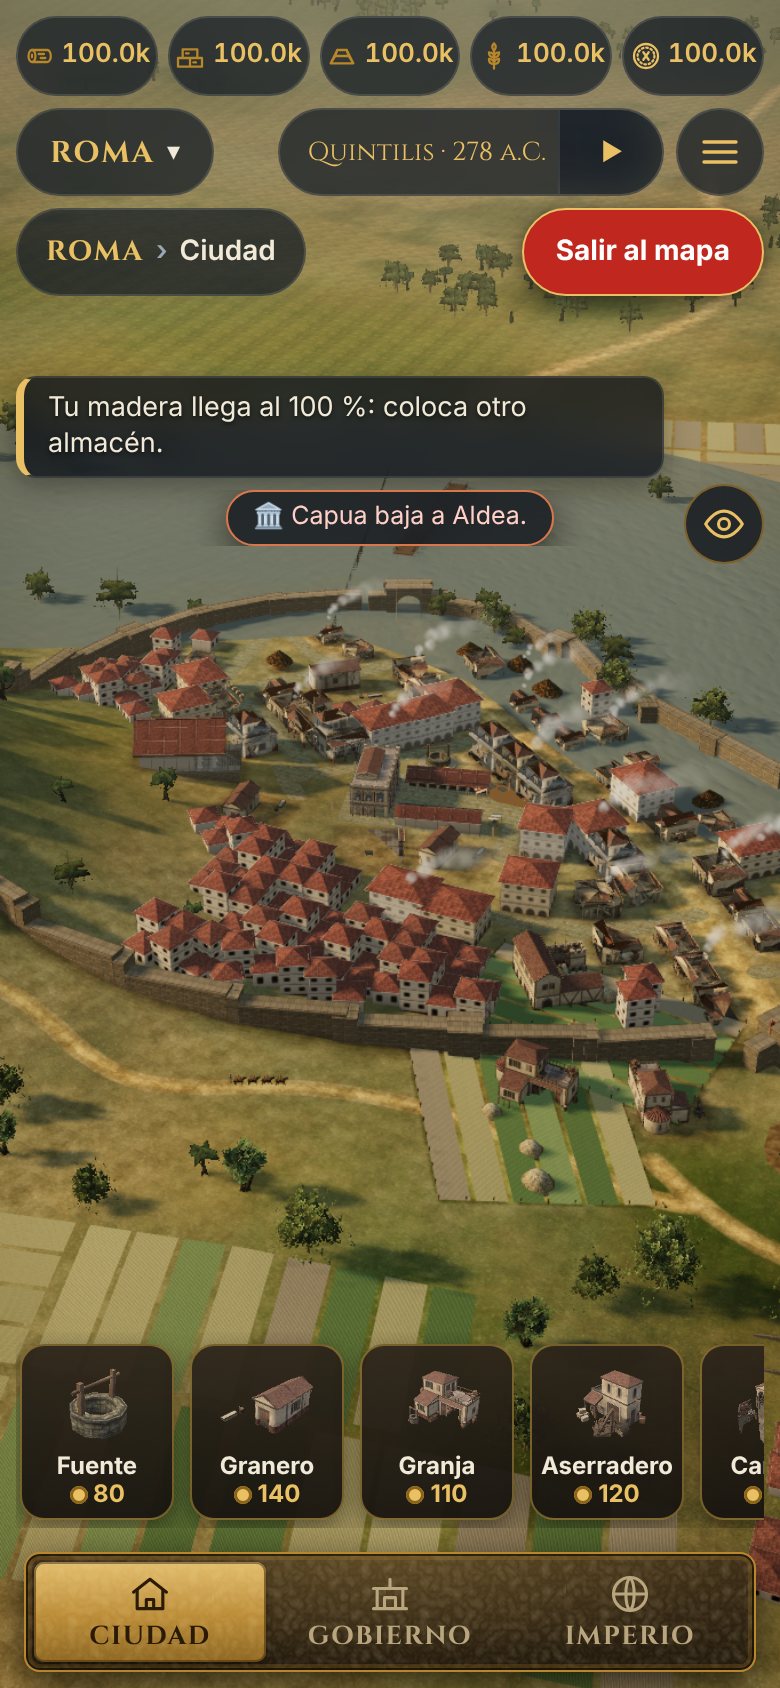 100.0k 100.0k 100.0k 100.0k 100.0k
ROMA ▼
QUINTILIS · 278 A.C.
ROMA › Ciudad
Salir al mapa
Tu madera llega al 100 %: coloca otro
almacén.
Capua baja a Aldea.
Fuente Granero Granja Aserradero Ca
80 140 110 120
CIUDAD GOBIERNO IMPERIO